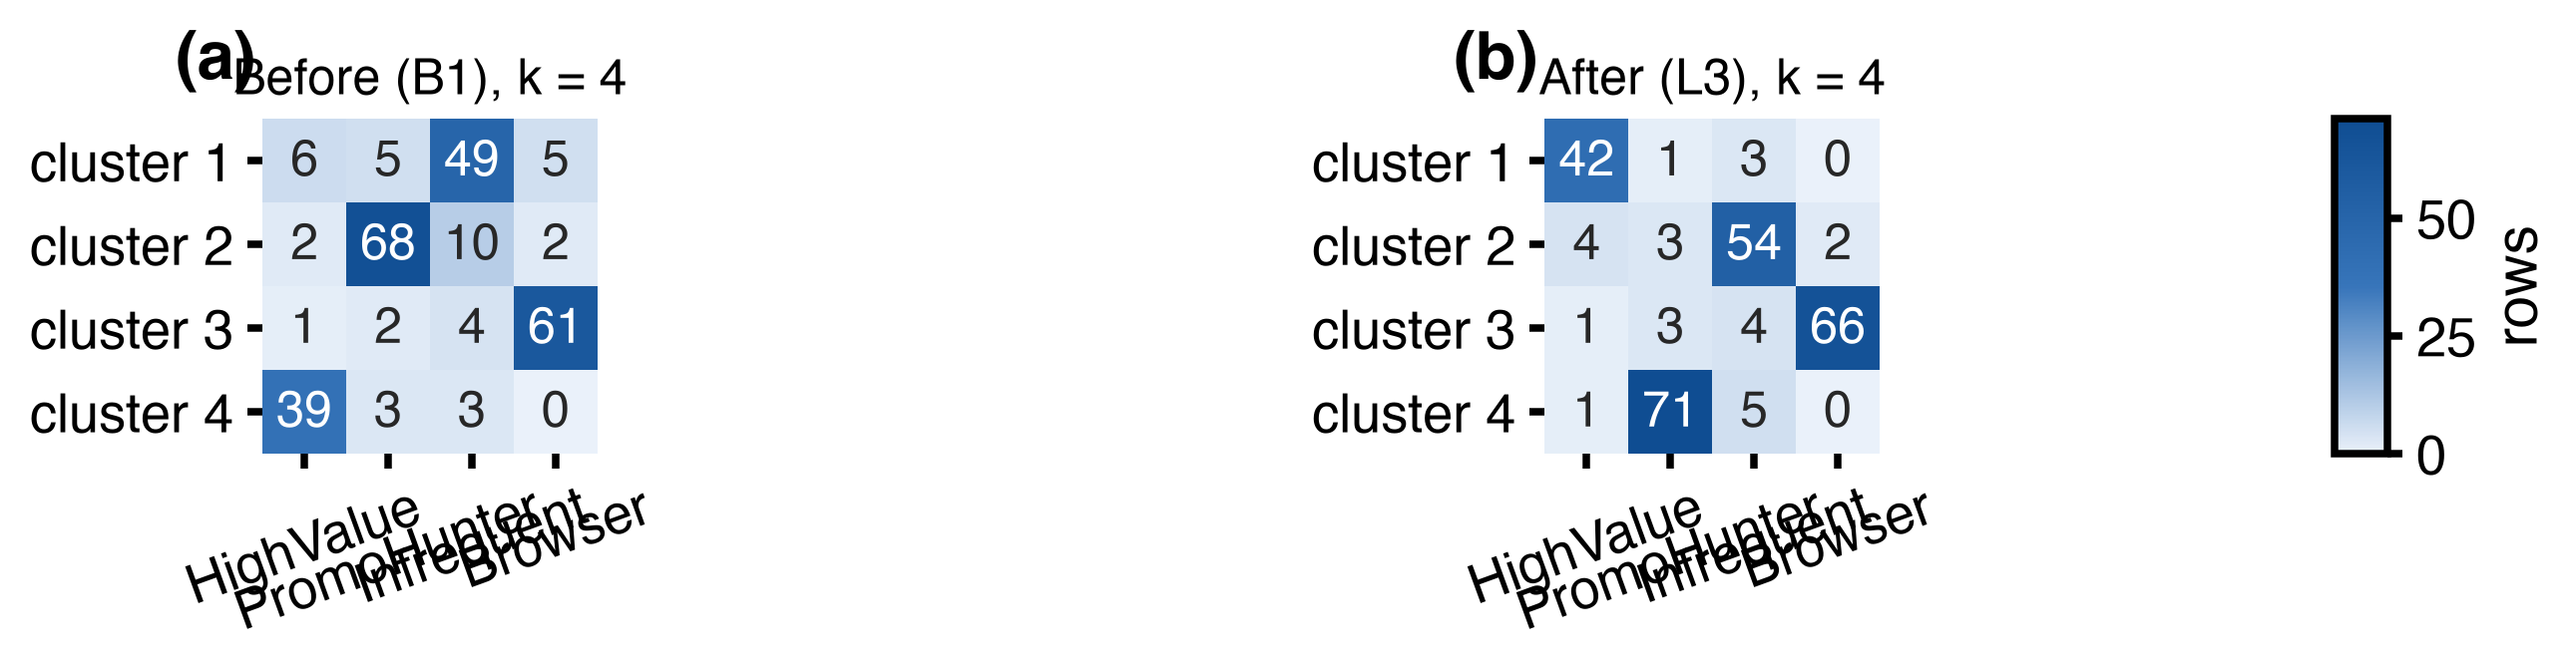 (a) Before (B1), k = 4
cluster 1 6 5 49 5
cluster 2 2 68 10 2
cluster 3 1 2 4 61
cluster 4 39 3 3 0
HighValue
PromoHunter
Infrequent
Browser
(b) After (L3), k = 4
cluster 1 42 1 3 0
cluster 2 4 3 54 2
cluster 3 1 3 4 66
cluster 4 1 71 5 0
HighValue
PromoHunter
Infrequent
Browser
50
25
0
rows